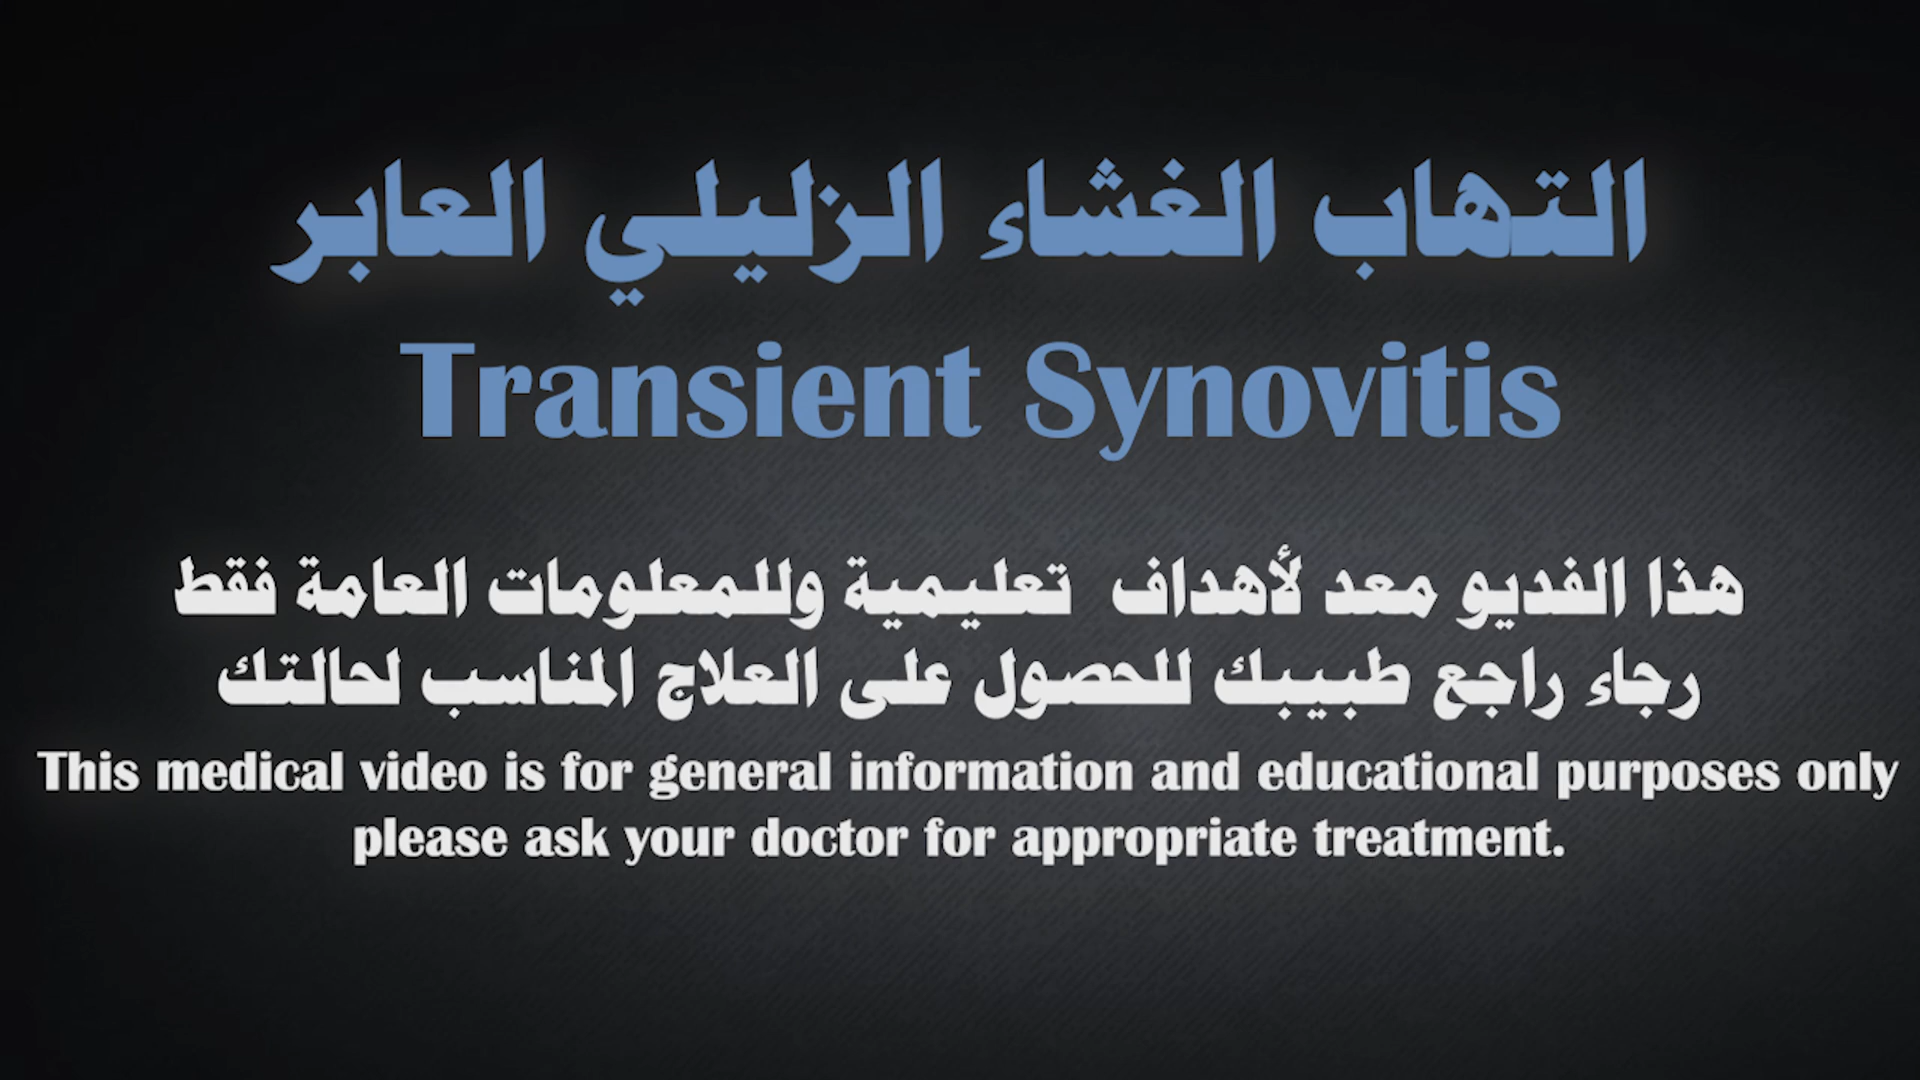 التهاب الغشاء الزليلي العابر
Transient Synovitis
هذا الفديو معد لأهداف تعليمية وللمعلومات العامة فقط
رجاء راجع طبيبك للحصول على العلاج المناسب لحالتك
This medical video is for general information and educational purposes only
please ask your doctor for appropriate treatment.